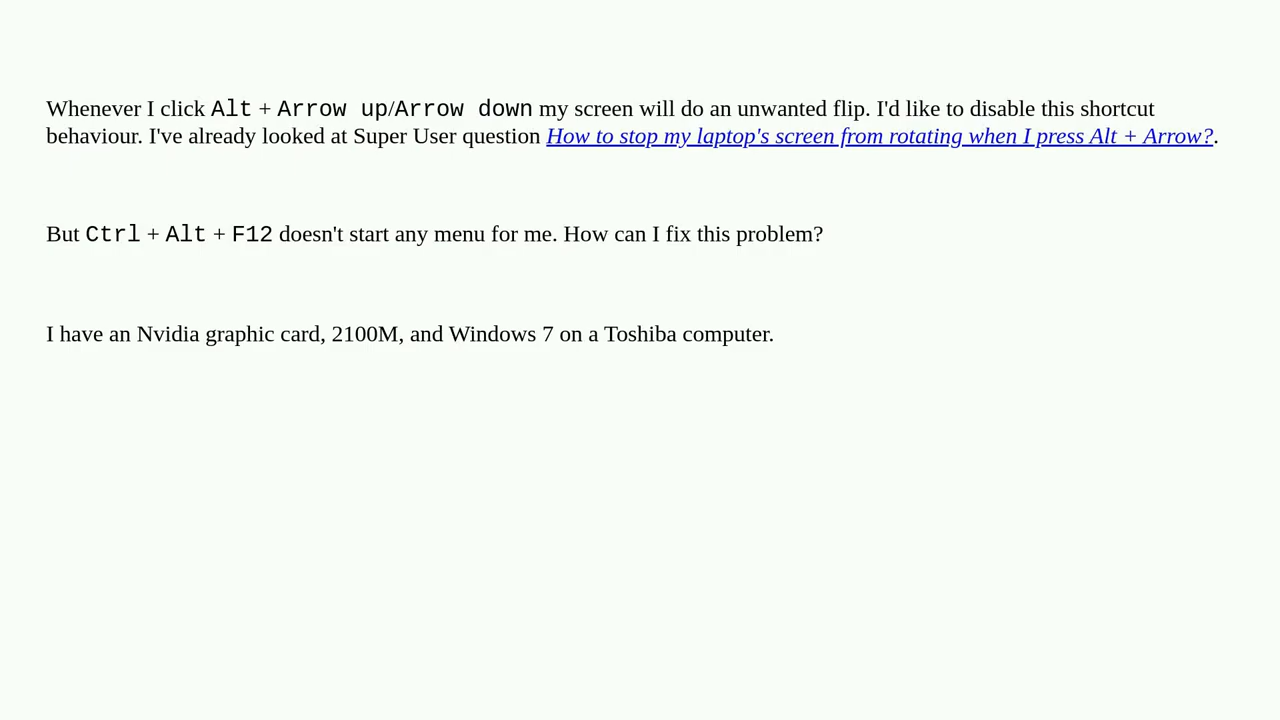 Whenever I click Alt + Arrow up/Arrow down my screen will do an unwanted flip. I'd like to disable this shortcut
behaviour. I've already looked at Super User question How to stop my laptop's screen from rotating when I press Alt + Arrow?.
But Ctrl + Alt + F12 doesn't start any menu for me. How can I fix this problem?
I have an Nvidia graphic card, 2100M, and Windows 7 on a Toshiba computer.